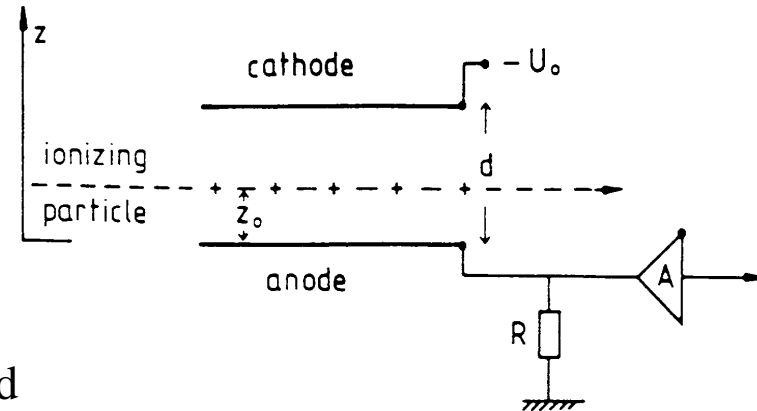 z
cathode
- U₀
ionizing
particle
z₀
d
anode
A
R
d